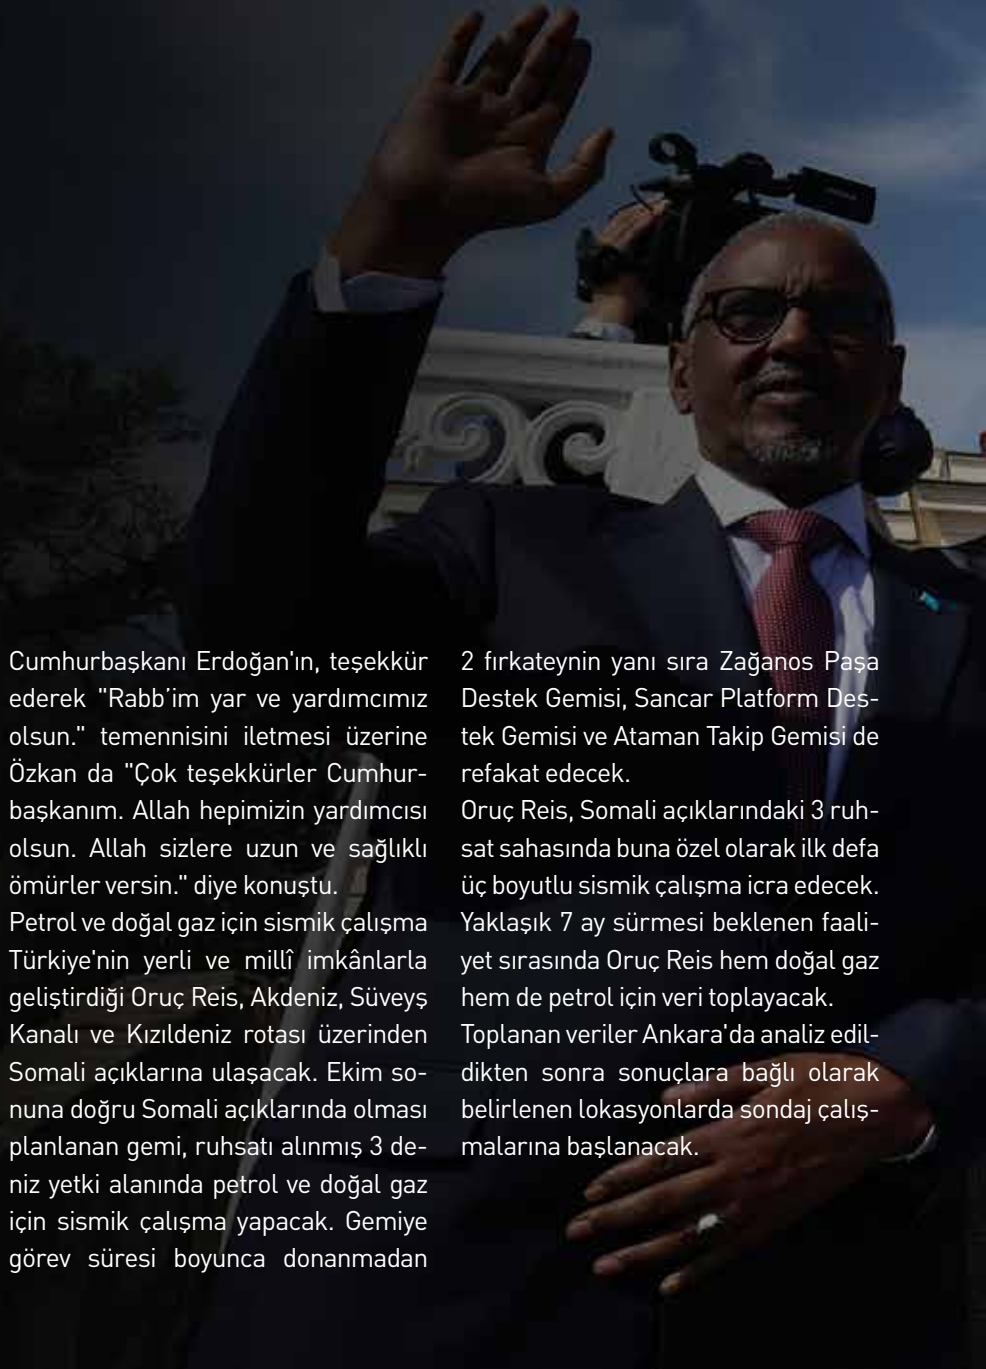 Cumhurbaşkanı Erdoğan'ın, teşekkür
ederek "Rabb’im yar ve yardımcımız
olsun." temennisini iletmesi üzerine
Özkan da "Çok teşekkürler Cumhur-
başkanım. Allah hepimizin yardımcısı
olsun. Allah sizlere uzun ve sağlıklı
ömürler versin." diye konuştu.
Petrol ve doğal gaz için sismik çalışma
Türkiye'nin yerli ve millî imkânlarla
geliştirdiği Oruç Reis, Akdeniz, Süveyş
Kanalı ve Kızıldeniz rotası üzerinden
Somali açıklarına ulaşacak. Ekim so-
nuna doğru Somali açıklarında olması
planlanan gemi, ruhsatı alınmış 3 de-
niz yetki alanında petrol ve doğal gaz
için sismik çalışma yapacak. Gemiye
görev süresi boyunca donanmadan
2 fırkateynin yanı sıra Zağanos Paşa
Destek Gemisi, Sancar Platform Des-
tek Gemisi ve Ataman Takip Gemisi de
refakat edecek.
Oruç Reis, Somali açıklarındaki 3 ruh-
sat sahasında buna özel olarak ilk defa
üç boyutlu sismik çalışma icra edecek.
Yaklaşık 7 ay sürmesi beklenen faali-
yet sırasında Oruç Reis hem doğal gaz
hem de petrol için veri toplayacak.
Toplanan veriler Ankara'da analiz edil-
dikten sonra sonuçlara bağlı olarak
belirlenen lokasyonlarda sondaj çalış-
malarına başlanacak.